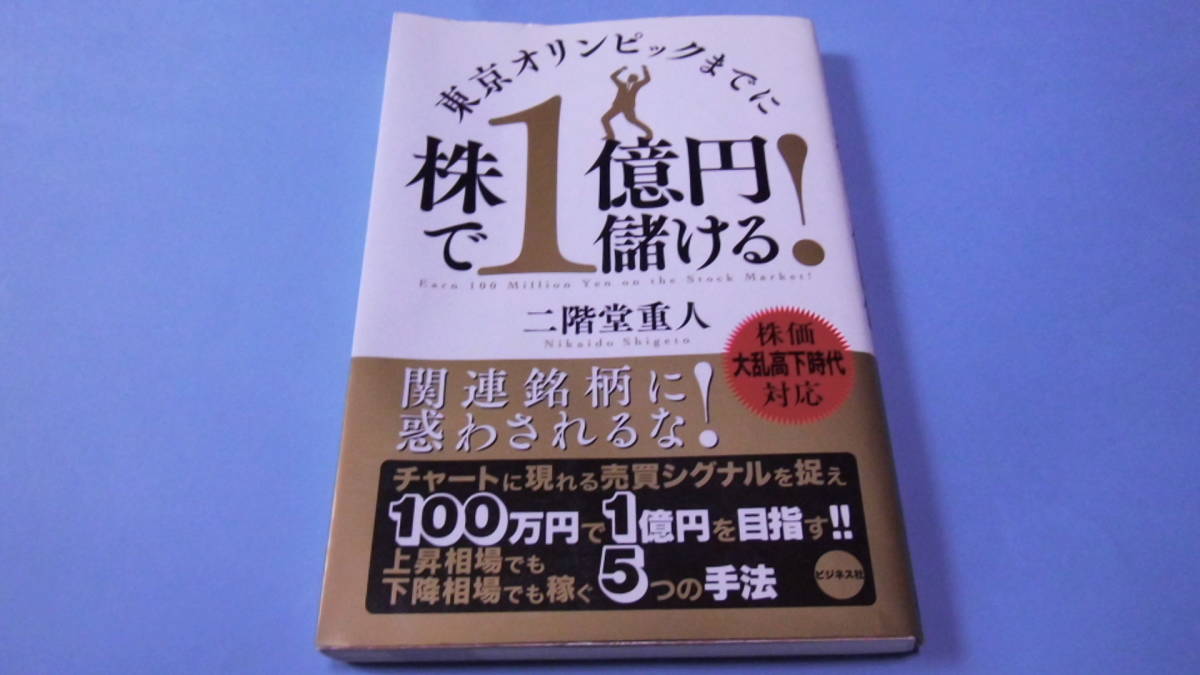 東京オリンピックまでに
株で1億円儲ける!
Earn 100 Million Yen on the Stock Market!
二階堂重人
Nikaido Shigeto
株価
大乱高下時代
対応
関連銘柄に
惑わされるな!
チャートに現れる売買シグナルを捉え
100万円で1億円を目指す!!
上昇相場でも
下降相場でも稼ぐ5つの手法
ビジネス社